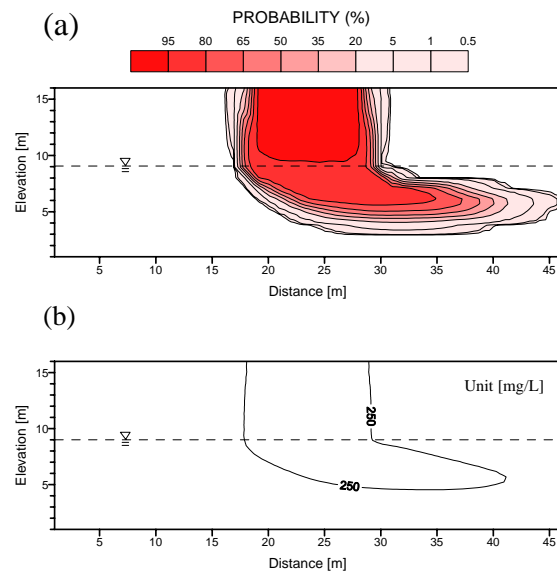 (a)
PROBABILITY (%)
95 80 65 50 35 20 5 1 0.5
Elevation [m]
15
10
5
5 10 15 20 25 30 35 40 45
Distance [m]
(b)
Unit [mg/L]
Elevation [m]
15
10
5
250
250
5 10 15 20 25 30 35 40 45
Distance [m]